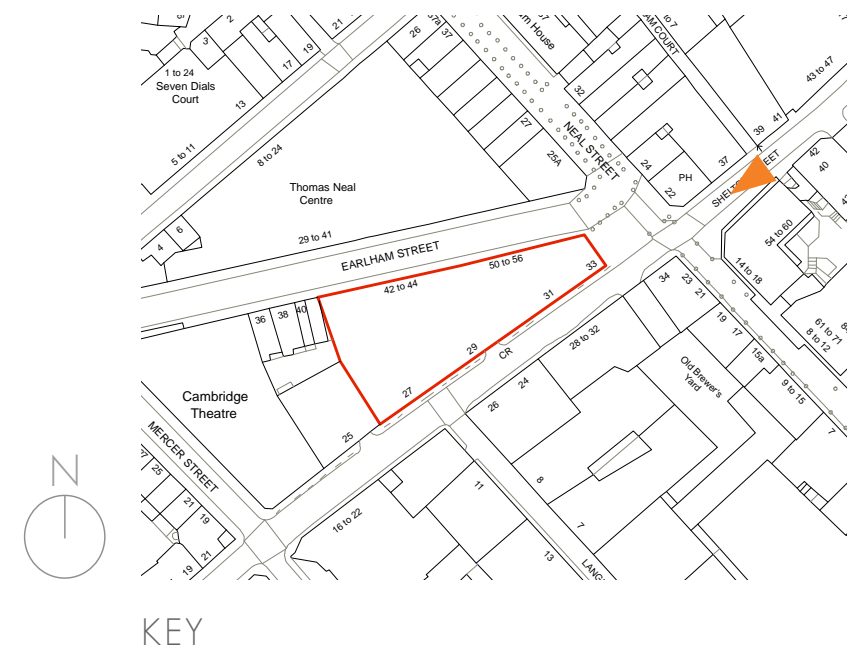 21
3
19
17
1 to 24
Seven Dials
Court
13
5 to 11
8 to 24
37a
37
26
27
25A
32
NEAL STREET
24
22
PH
37
39
41
43 to 47
42
40
54 to 60
14 to 18
Thomas Neal
Centre
29 to 41
EARLHAM STREET
4
6
42 to 44
50 to 56
33
31
29
27
25
CR
36
38
40
Cambridge
Theatre
MERCER STREET
25
21
19
21
19
16 to 22
11
13
8
7
26
24
28 to 32
34
23
21
19
17
15a
9 to 15
7
61 to 71
8 to 12
Old Brewer's
Yard
N
KEY